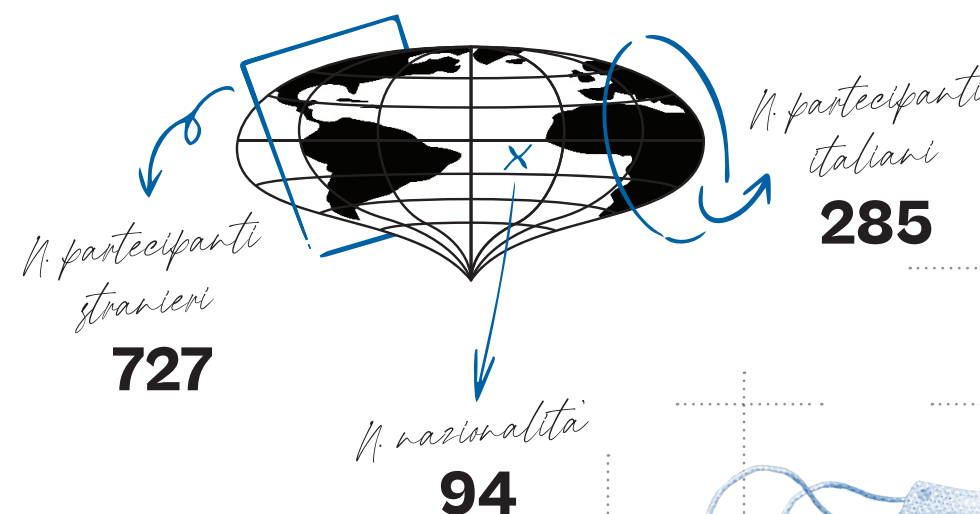 N. partecipanti
italiani
285
N. partecipanti
stranieri
727
N. nazionalità
94